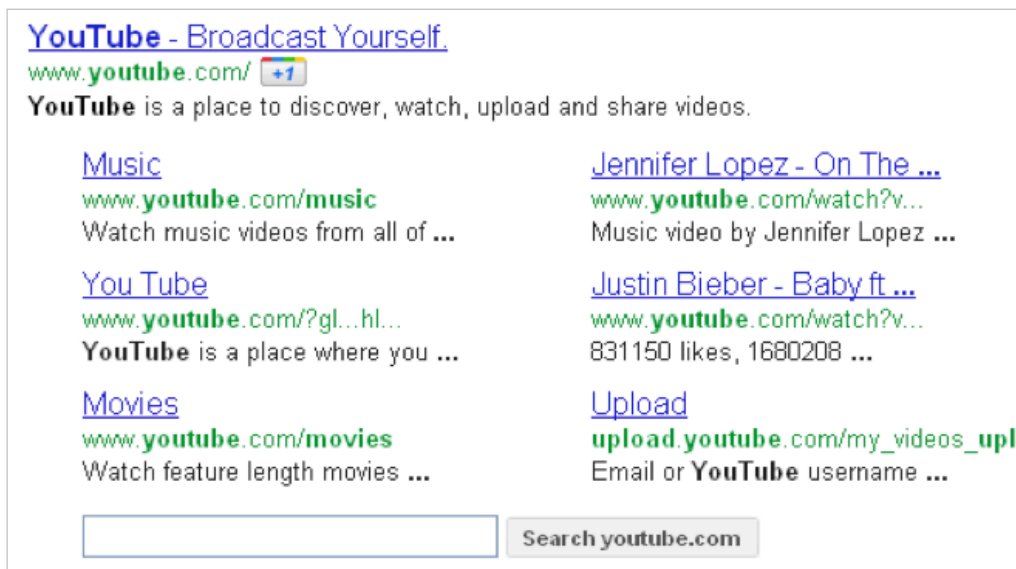 YouTube - Broadcast Yourself.
www.youtube.com/ +1
YouTube is a place to discover, watch, upload and share videos.
Music
www.youtube.com/music
Watch music videos from all of ...
You Tube
www.youtube.com/?gl...hl...
YouTube is a place where you ...
Movies
www.youtube.com/movies
Watch feature length movies ...
Jennifer Lopez - On The ...
www.youtube.com/watch?v...
Music video by Jennifer Lopez ...
Justin Bieber - Baby ft ...
www.youtube.com/watch?v...
831150 likes, 1680208 ...
Upload
upload.youtube.com/my_videos_upl
Email or YouTube username ...
Search youtube.com